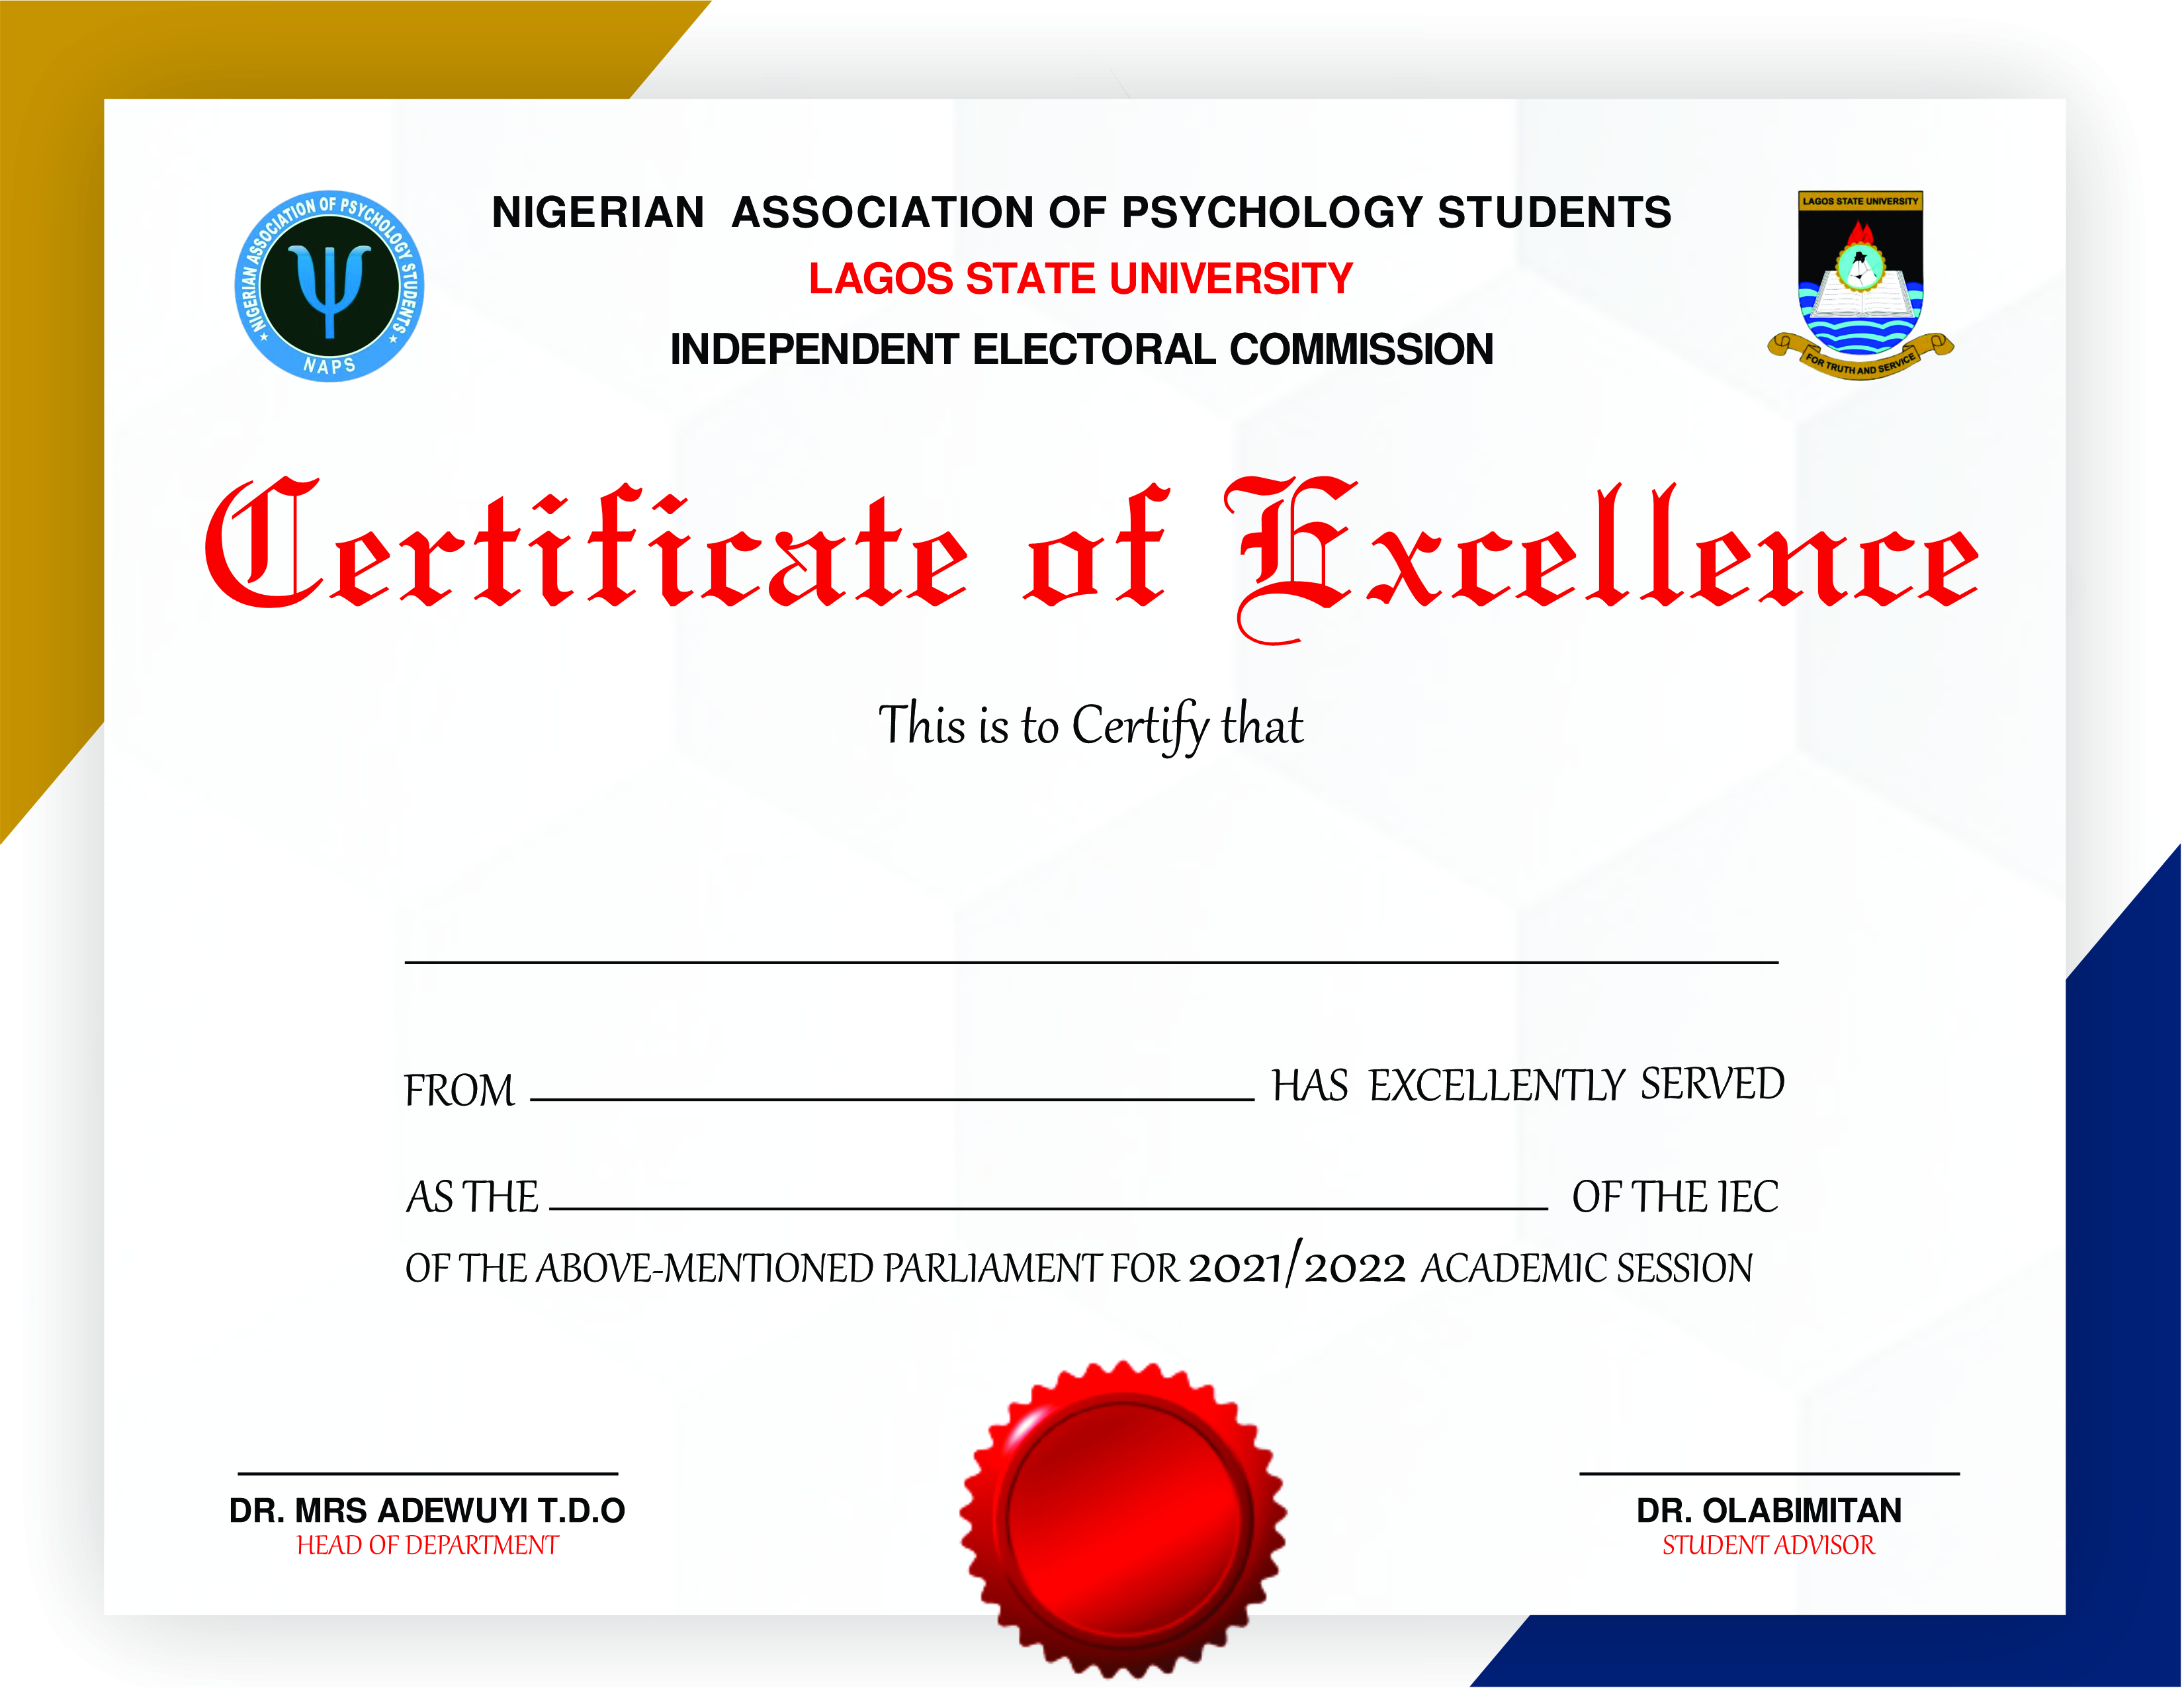 NIGERIAN ASSOCIATION OF PSYCHOLOGY STUDENTS
NAPS
NIGERIAN ASSOCIATION OF PSYCHOLOGY STUDENTS
LAGOS STATE UNIVERSITY
INDEPENDENT ELECTORAL COMMISSION
LAGOS STATE UNIVERSITY
FOR TRUTH AND SERVICE
Certificate of Excellence
This is to Certify that
FROM HAS EXCELLENTLY SERVED
AS THE OF THE IEC
OF THE ABOVE-MENTIONED PARLIAMENT FOR 2021/2022 ACADEMIC SESSION
DR. MRS ADEWUYI T.D.O
HEAD OF DEPARTMENT
DR. OLABIMITAN
STUDENT ADVISOR